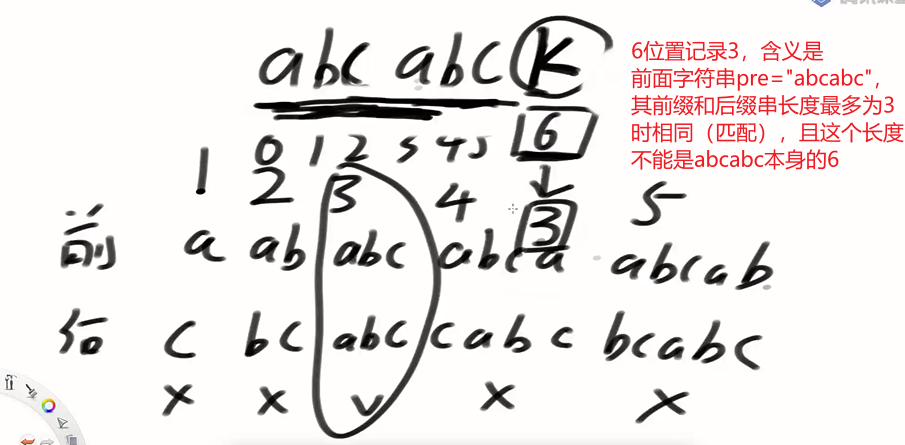 abcabcK
6位置记录3，含义是
前面字符串pre="abcabc"，
其前缀和后缀串长度最多为3
时相同（匹配），且这个长度
不能是abcabc本身的6
0 1 2 3 4 5 6
1 2 3 4 3 5
前 a ab abc abca abcab
后 c bc abc cabc bcabc
× × √ × ×